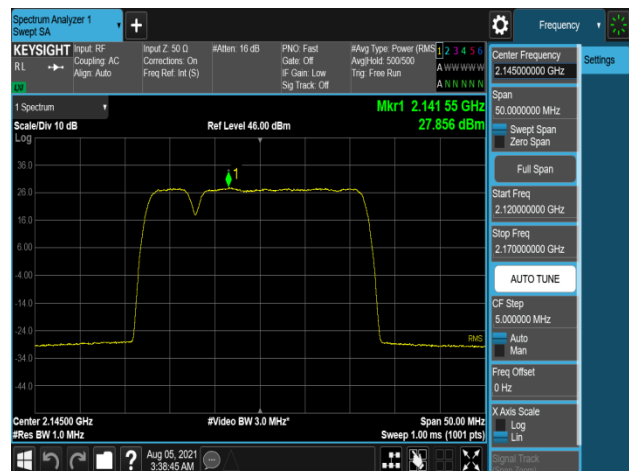 Spectrum Analyzer 1
Swept SA
Frequency
KEYSIGHT
RL
LXI
Input: RF
Coupling: AC
Align: Auto
Input Z: 50 Ω
Corrections: On
Freq Ref: Int (S)
#Atten: 16 dB
PNO: Fast
Gate: Off
IF Gain: Low
Sig Track: Off
#Avg Type: Power (RMS
Avg|Hold: 500/500
Trig: Free Run
1 2 3 4 5 6
A W W W W W
A N N N N N
1 Spectrum
Scale/Div 10 dB
Log
Ref Level 46.00 dBm
Mkr1 2.141 55 GHz
27.856 dBm
1
36.0
26.0
16.0
6.00
-4.00
-14.0
-24.0
-34.0
-44.0
RMS
Center 2.14500 GHz
#Res BW 1.0 MHz
#Video BW 3.0 MHz*
Span 50.00 MHz
Sweep 1.00 ms (1001 pts)
Aug 05, 2021
3:38:45 AM
Settings
Center Frequency
2.145000000 GHz
Span
50.0000000 MHz
Swept Span
Zero Span
Full Span
Start Freq
2.120000000 GHz
Stop Freq
2.170000000 GHz
AUTO TUNE
CF Step
5.000000 MHz
Auto
Man
Freq Offset
0 Hz
X Axis Scale
Log
Lin
Signal Track